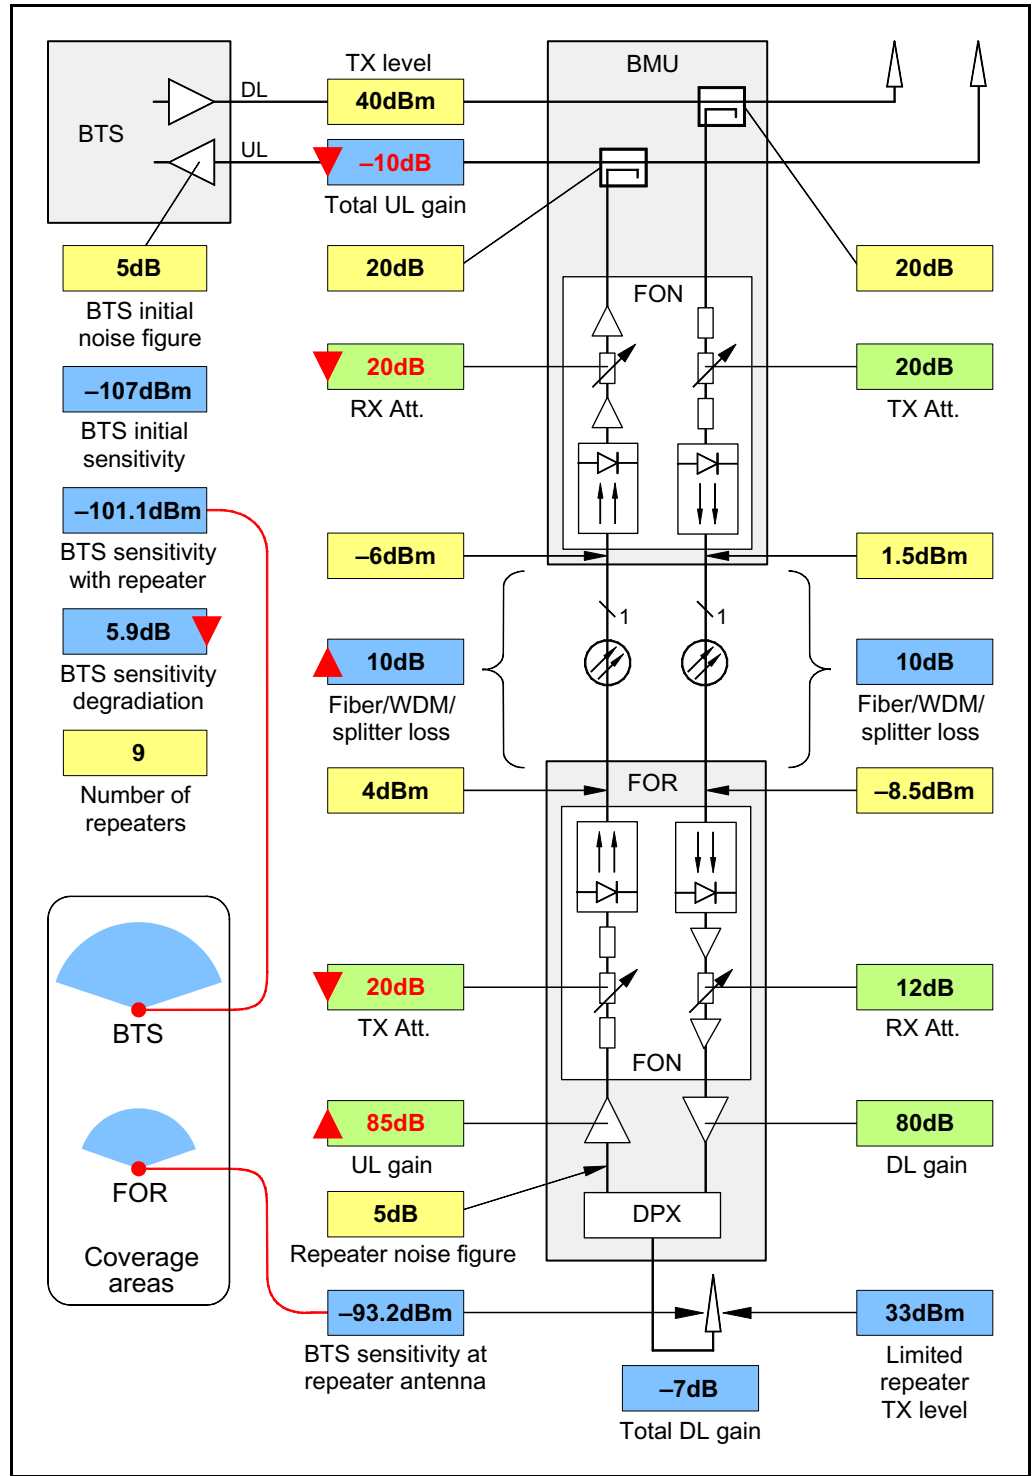 BTS
DL
UL
TX level
40dBm
–10dB
Total UL gain
BMU
5dB
BTS initial
noise figure
20dB
20dB
FON
–107dBm
BTS initial
sensitivity
20dB
RX Att.
20dB
TX Att.
–101.1dBm
BTS sensitivity
with repeater
–6dBm
1.5dBm
1
1
5.9dB
BTS sensitivity
degradation
10dB
Fiber/WDM/
splitter loss
10dB
Fiber/WDM/
splitter loss
9
Number of
repeaters
4dBm
FOR
–8.5dBm
20dB
TX Att.
12dB
RX Att.
FON
BTS
FOR
Coverage
areas
85dB
UL gain
80dB
DL gain
5dB
Repeater noise figure
DPX
–93.2dBm
BTS sensitivity at
repeater antenna
33dBm
Limited
repeater
TX level
–7dB
Total DL gain